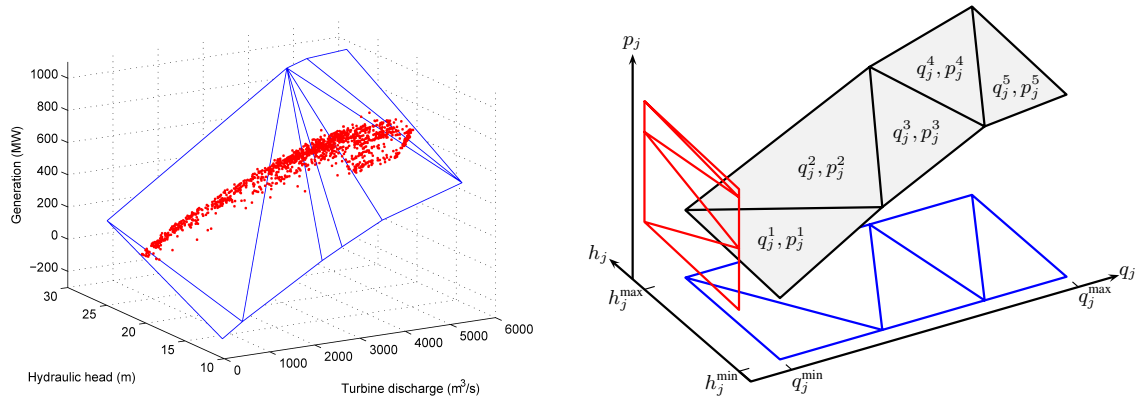 Generation (MW)
1000
800
600
400
200
0
−200
30
25
20
15
10
0
1000
2000
3000
4000
5000
6000
Hydraulic head (m)
Turbine discharge (m³/s)
p_j
q_j^4, p_j^4
q_j^5, p_j^5
q_j^3, p_j^3
q_j^2, p_j^2
q_j^1, p_j^1
h_j
h_j^max
q_j
q_j^max
h_j^min
q_j^min